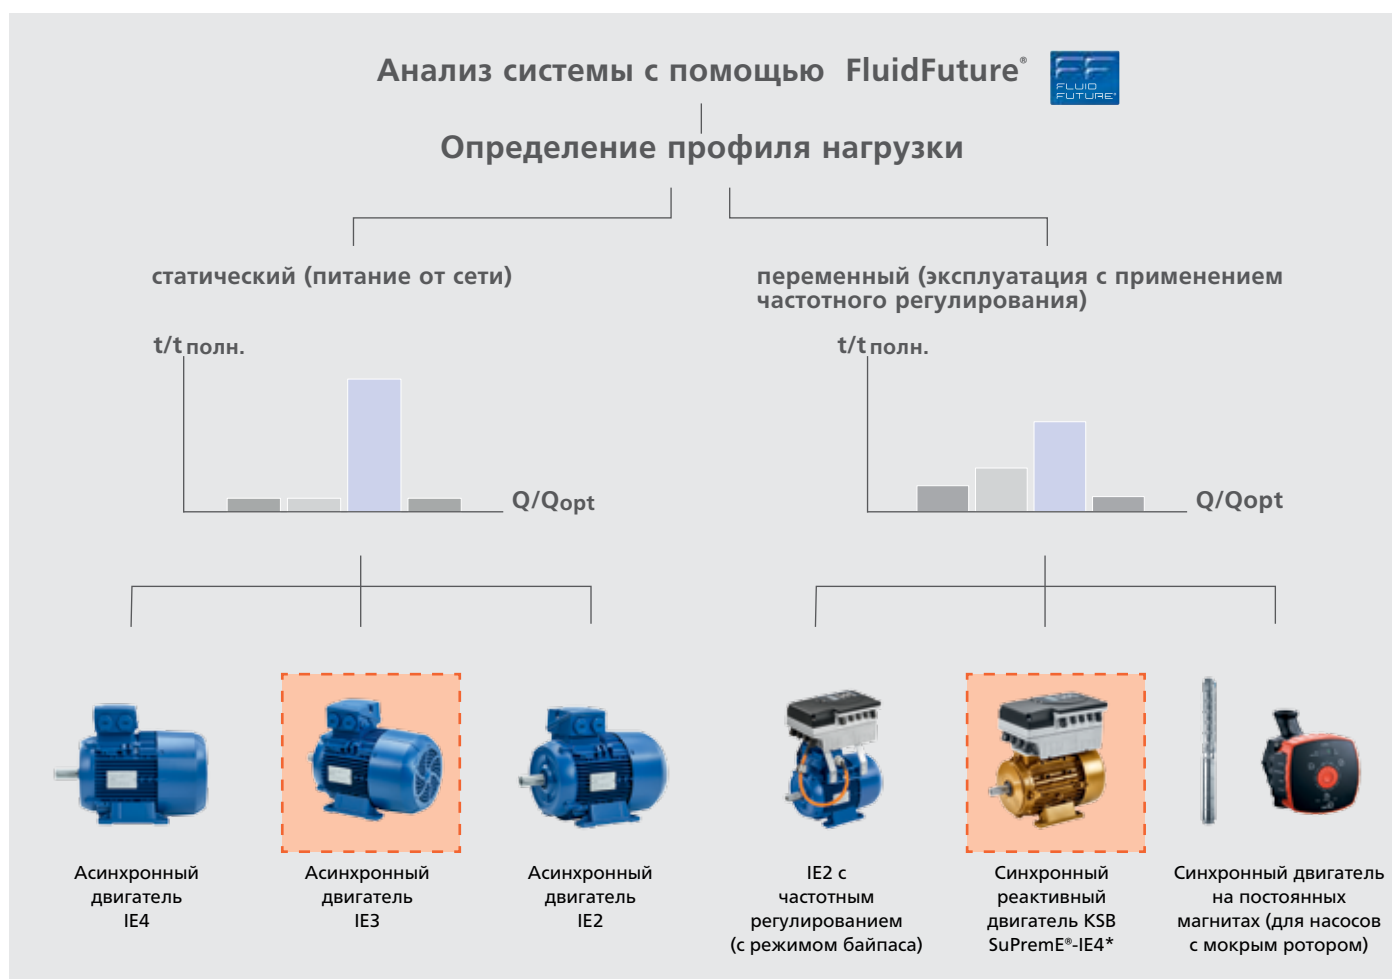 Анализ системы с помощью FluidFuture®
FLUID
FUTURE®
Определение профиля нагрузки
статический (питание от сети)
переменный (эксплуатация с применением
частотного регулирования)
t/t полн.
Q/Qopt
t/t полн.
Q/Qopt
Асинхронный
двигатель
IE4
Асинхронный
двигатель
IE3
Асинхронный
двигатель
IE2
IE2 с
частотным
регулированием
(с режимом байпаса)
Синхронный
реактивный
двигатель KSB
SuPremE®-IE4*
Синхронный двигатель
на постоянных
магнитах (для насосов
с мокрым ротором)